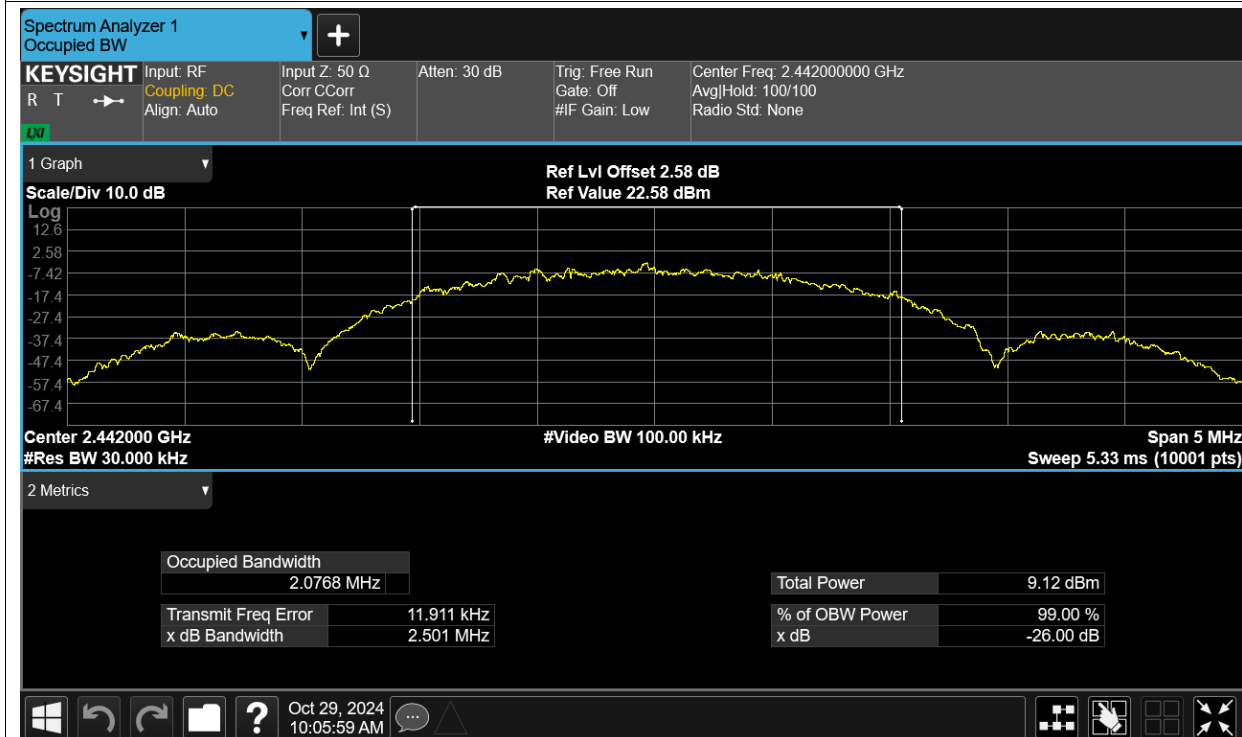 Spectrum Analyzer 1
Occupied BW
KEYSIGHT
R T
LXI
Input: RF
Coupling: DC
Align: Auto
Input Z: 50 Ω
Corr CCorr
Freq Ref: Int (S)
Atten: 30 dB
Trig: Free Run
Gate: Off
#IF Gain: Low
Center Freq: 2.442000000 GHz
Avg|Hold: 100/100
Radio Std: None
1 Graph
Scale/Div 10.0 dB
Ref Lvl Offset 2.58 dB
Ref Value 22.58 dBm
Log
12.6
2.58
-7.42
-17.4
-27.4
-37.4
-47.4
-57.4
-67.4
Center 2.442000 GHz
#Res BW 30.000 kHz
#Video BW 100.00 kHz
Span 5 MHz
Sweep 5.33 ms (10001 pts)
2 Metrics
Occupied Bandwidth
2.0768 MHz
Transmit Freq Error 11.911 kHz
x dB Bandwidth 2.501 MHz
Total Power 9.12 dBm
% of OBW Power 99.00 %
x dB -26.00 dB
?
Oct 29, 2024
10:05:59 AM